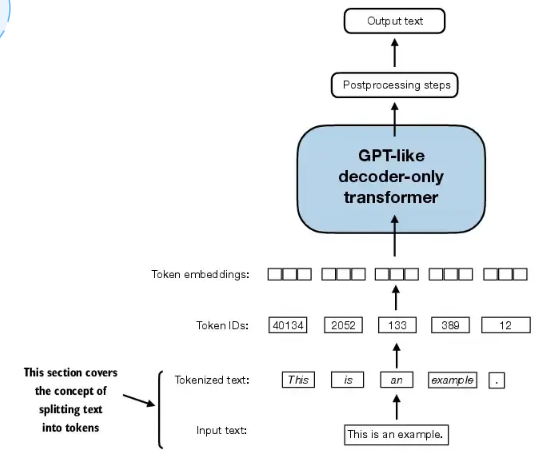 Output text
Postprocessing steps
GPT-like
decoder-only
transformer
Token embeddings:
Token IDs: 40134 2052 133 389 12
This section covers
the concept of
splitting text
into tokens
Tokenized text: This is an example .
Input text: This is an example.